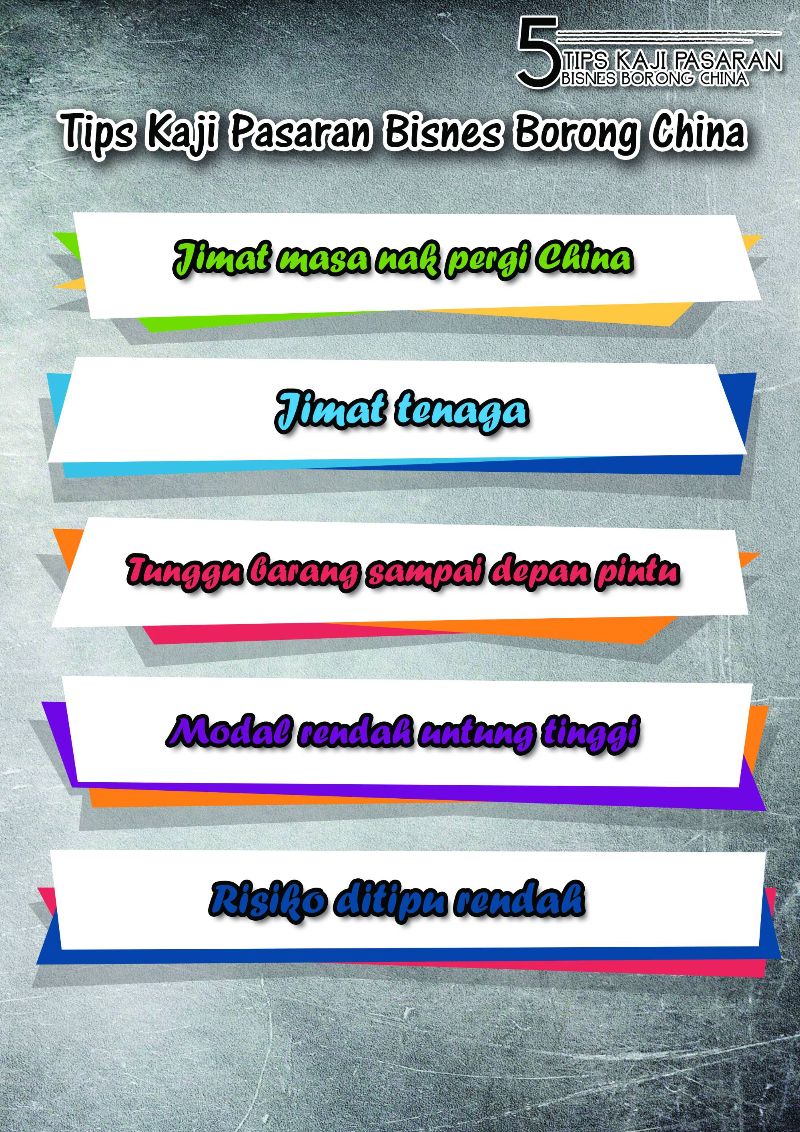 5 TIPS KAJI PASARAN
BISNES BORONG CHINA
Tips Kaji Pasaran Bisnes Borong China
Jimat masa nak pergi China
Jimat tenaga
Tunggu barang sampai depan pintu
Modal rendah untung tinggi
Risiko ditipu rendah